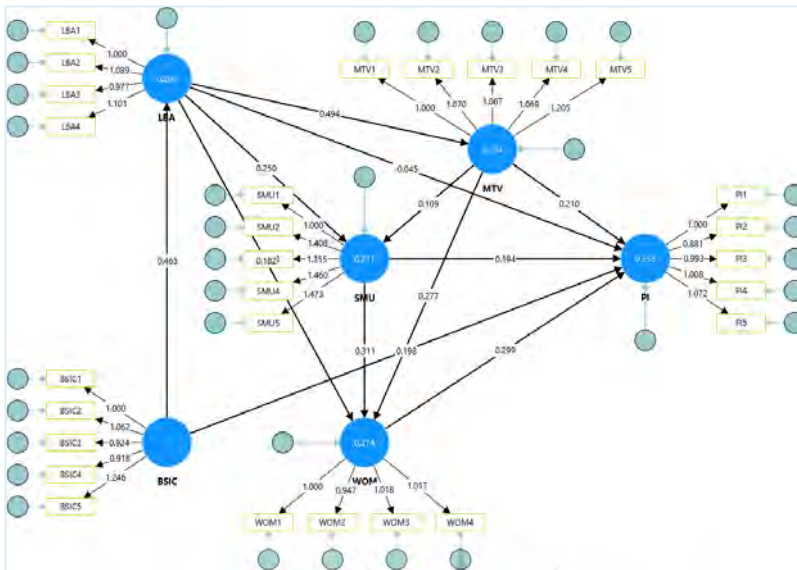 LBA1
LBA2
LBA3
LBA4
1.000
1.089
0.977
1.101
LBA
MTV1
MTV2
MTV3
MTV4
MTV5
1.000
1.070
1.067
1.069
1.205
MTV
0.494
0.045
0.250
0.109
0.210
SMU1
SMU2
SMU4
SMU5
1.000
1.408
1.355
1.460
1.473
0.211
SMU
0.182
0.194
0.277
PI1
PI2
PI3
PI4
PI5
1.000
0.881
0.993
1.008
1.072
PI
0.311
0.198
0.299
BSIC1
BSIC2
BSIC3
BSIC4
BSIC5
1.000
1.062
0.924
0.918
1.246
BSIC
0.274
WOM
1.000
0.947
1.018
1.017
WOM1
WOM2
WOM3
WOM4